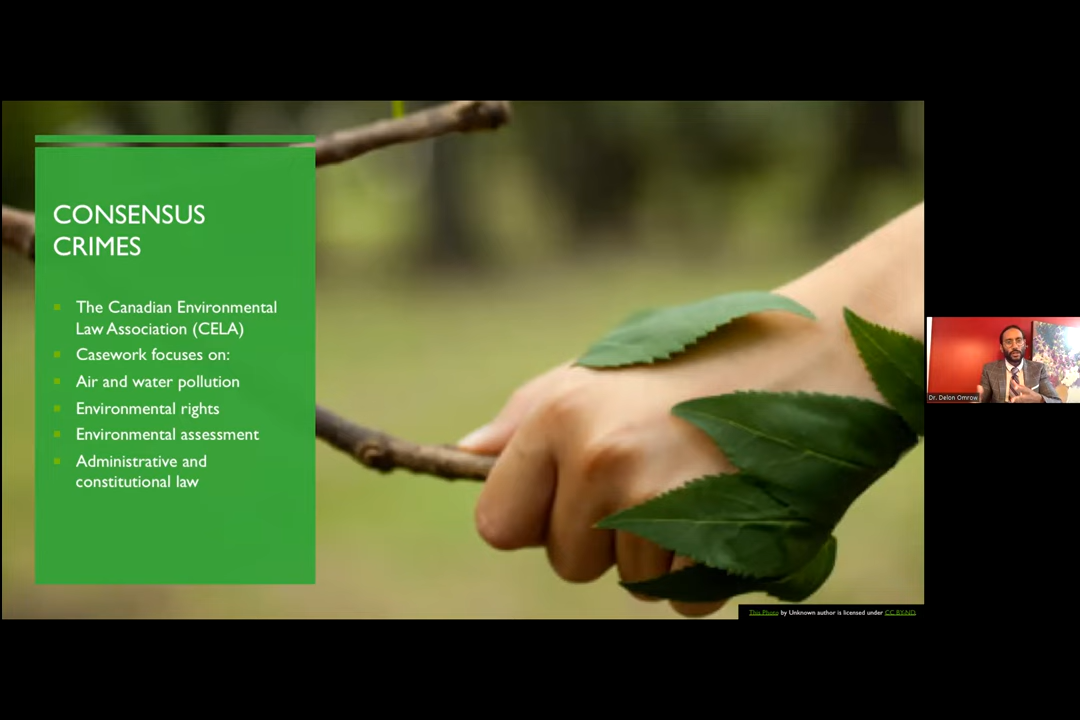 CONSENSUS
CRIMES
The Canadian Environmental
Law Association (CELA)
Casework focuses on:
Air and water pollution
Environmental rights
Environmental assessment
Administrative and
constitutional law
Dr. Delon Omrow
This Photo by Unknown author is licensed under CC BY-ND.